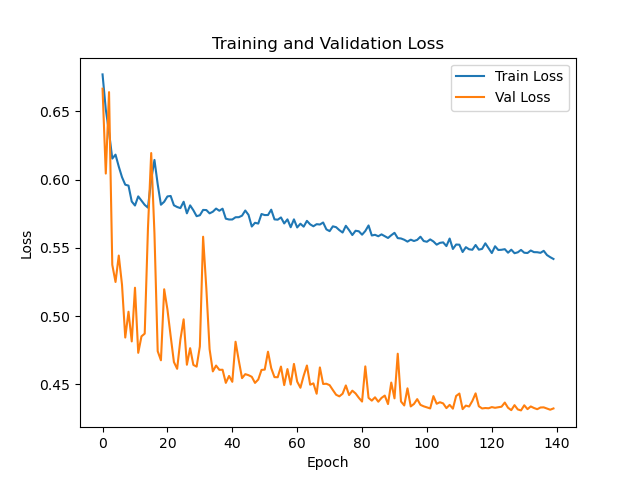 Training and Validation Loss
Train Loss
Val Loss
0.65
0.60
0.55
0.50
0.45
Loss
0 20 40 60 80 100 120 140
Epoch